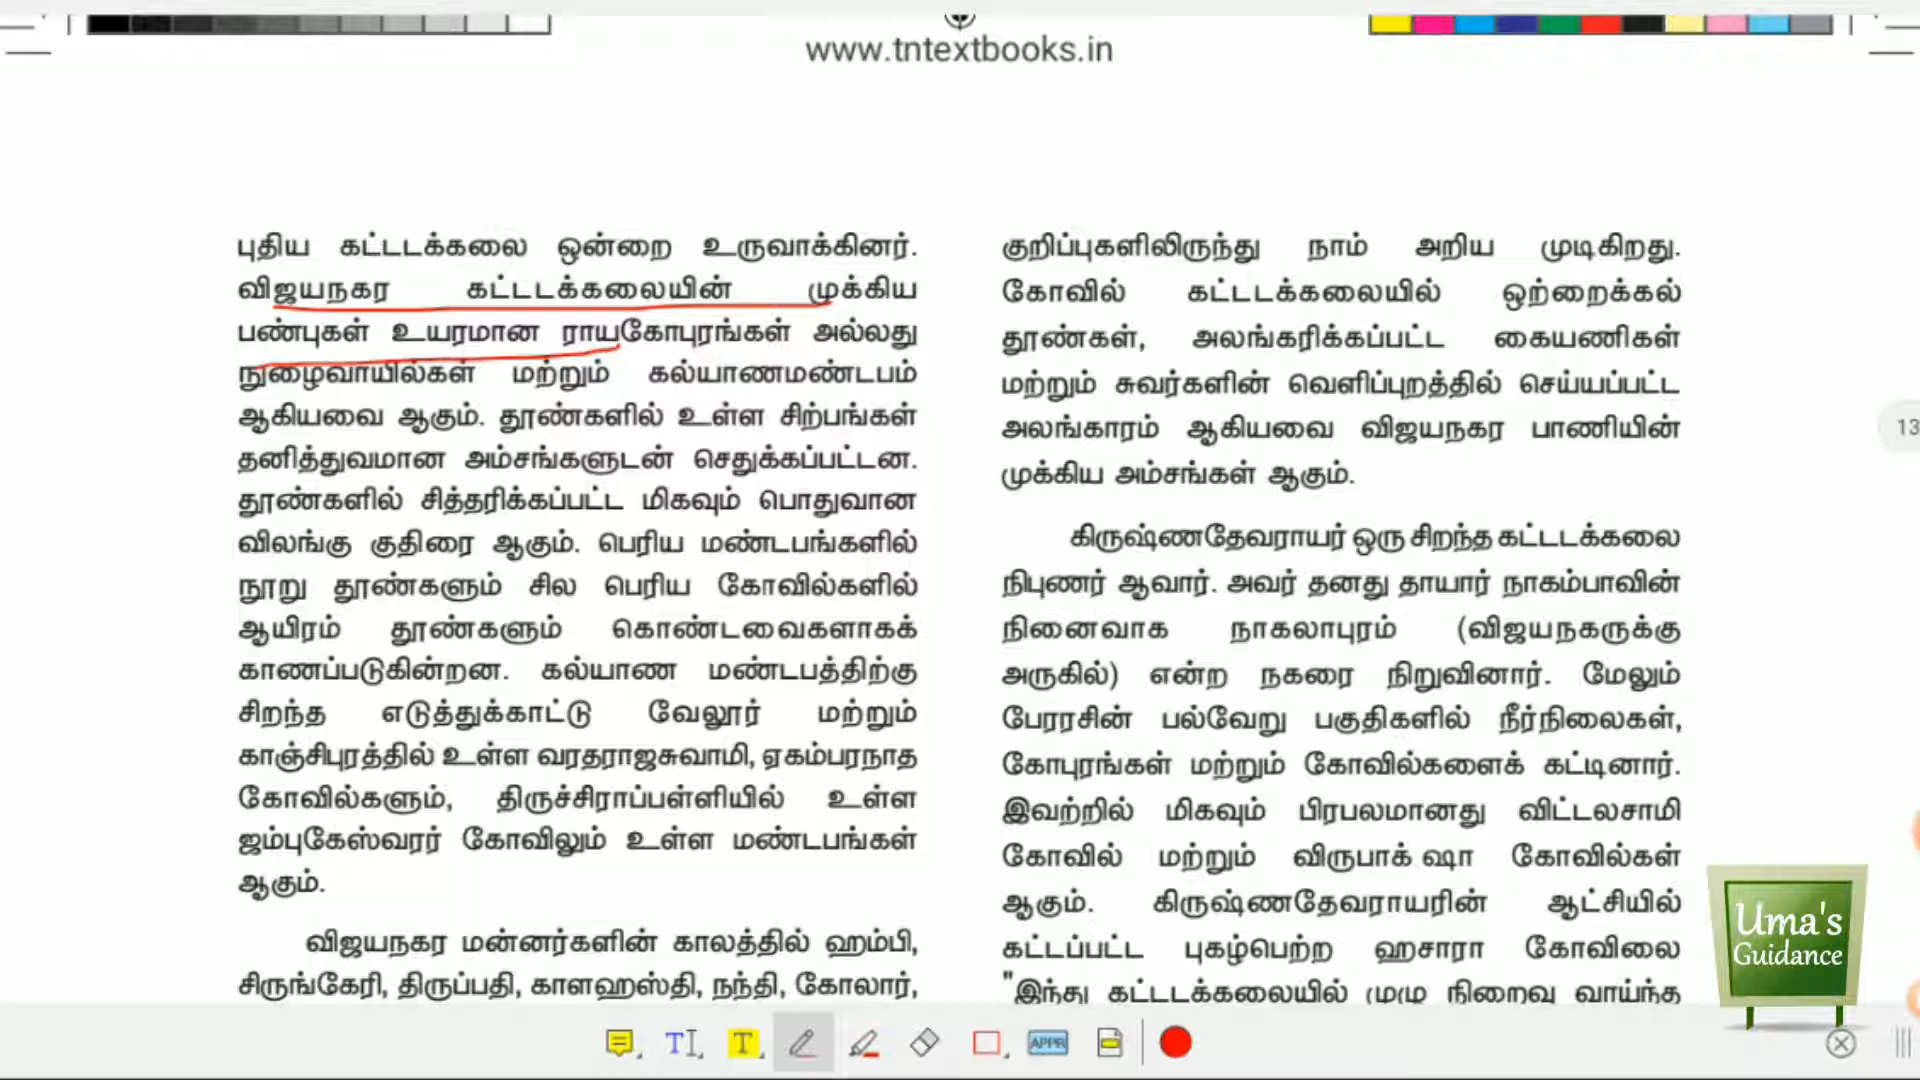 www.tntextbooks.in
புதிய கட்டடக்கலை ஒன்றை உருவாக்கினர்.
விஜயநகர கட்டடக்கலையின் முக்கிய
பண்புகள் உயரமான ராயகோபுரங்கள் அல்லது
நுழைவாயில்கள் மற்றும் கல்யாணமண்டபம்
ஆகியவை ஆகும். தூண்களில் உள்ள சிற்பங்கள்
தனித்துவமான அம்சங்களுடன் செதுக்கப்பட்டன.
தூண்களில் சித்தரிக்கப்பட்ட மிகவும் பொதுவான
விலங்கு குதிரை ஆகும். பெரிய மண்டபங்களில்
நூறு தூண்களும் சில பெரிய கோவில்களில்
ஆயிரம் தூண்களும் கொண்டவைகளாகக்
காணப்படுகின்றன. கல்யாண மண்டபத்திற்கு
சிறந்த எடுத்துக்காட்டு வேலூர் மற்றும்
காஞ்சிபுரத்தில் உள்ள வரதராஜசுவாமி, ஏகம்பரநாத
கோவில்களும், திருச்சிராப்பள்ளியில் உள்ள
ஜம்புகேஸ்வரர் கோவிலும் உள்ள மண்டபங்கள்
ஆகும்.
விஜயநகர மன்னர்களின் காலத்தில் ஹம்பி,
சிருங்கேரி, திருப்பதி, காளஹஸ்தி, நந்தி, கோலார்,
குறிப்புகளிலிருந்து நாம் அறிய முடிகிறது.
கோவில் கட்டடக்கலையில் ஒற்றைக்கல்
தூண்கள், அலங்கரிக்கப்பட்ட கையணிகள்
மற்றும் சுவர்களின் வெளிப்புறத்தில் செய்யப்பட்ட
அலங்காரம் ஆகியவை விஜயநகர பாணியின்
முக்கிய அம்சங்கள் ஆகும்.
கிருஷ்ணதேவராயர் ஒரு சிறந்த கட்டடக்கலை
நிபுணர் ஆவார். அவர் தனது தாயார் நாகம்பாவின்
நினைவாக நாகலாபுரம் (விஜயநகருக்கு
அருகில்) என்ற நகரை நிறுவினார். மேலும்
பேரரசின் பல்வேறு பகுதிகளில் நீர்நிலைகள்,
கோபுரங்கள் மற்றும் கோவில்களைக் கட்டினார்.
இவற்றில் மிகவும் பிரபலமானது விட்டலசாமி
கோவில் மற்றும் விருபாக் ஷா கோவில்கள்
ஆகும். கிருஷ்ணதேவராயரின் ஆட்சியில்
கட்டப்பட்ட புகழ்பெற்ற ஹசாரா கோவிலை
"இந்து கட்டடக்கலையில் முழு நிறைவு வாய்ந்த
13
Uma's
Guidance
APPR